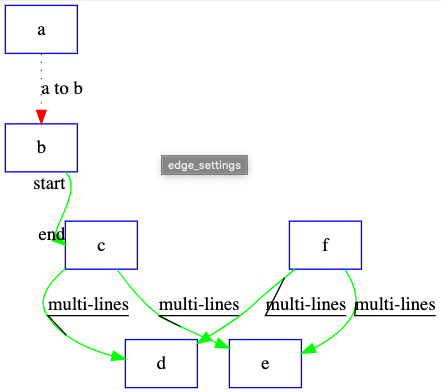 a
a to b
b
edge_settings
start
end
c
f
multi-lines
multi-lines
multi-lines
multi-lines
d
e